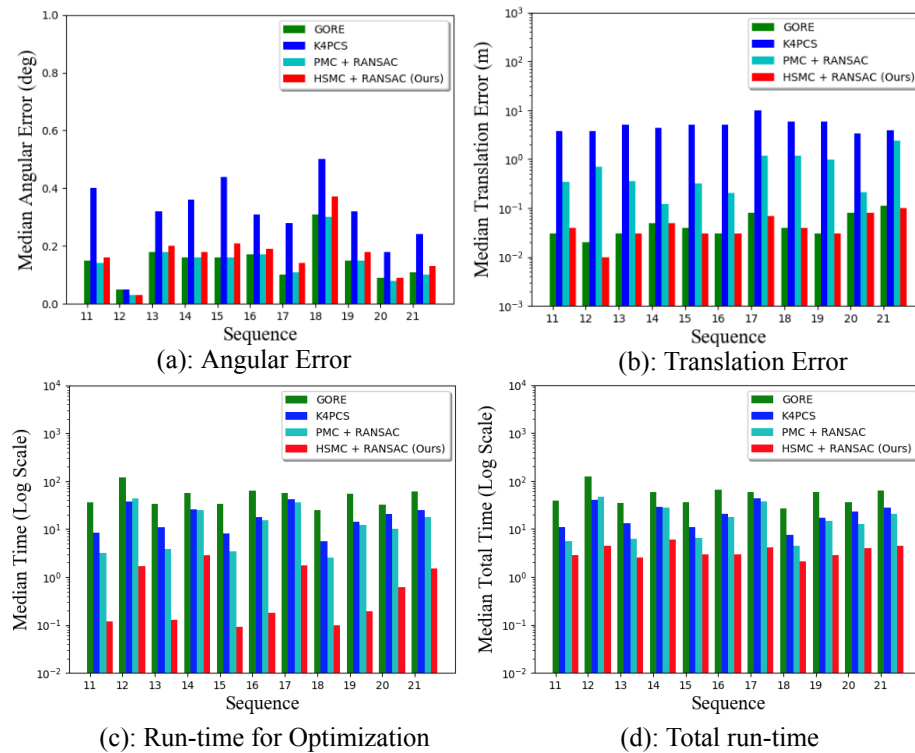 GORE
K4PCS
PMC + RANSAC
HSMC + RANSAC (Ours)
Median Angular Error (deg)
1.0
0.8
0.6
0.4
0.2
0.0
11 12 13 14 15 16 17 18 19 20 21
Sequence
(a): Angular Error
GORE
K4PCS
PMC + RANSAC
HSMC + RANSAC (Ours)
Median Translation Error (m)
10³
10²
10¹
10⁰
10⁻¹
10⁻²
10⁻³
11 12 13 14 15 16 17 18 19 20 21
Sequence
(b): Translation Error
GORE
K4PCS
PMC + RANSAC
HSMC + RANSAC (Ours)
Median Time (Log Scale)
10⁴
10³
10²
10¹
10⁰
10⁻¹
10⁻²
11 12 13 14 15 16 17 18 19 20 21
Sequence
(c): Run-time for Optimization
GORE
K4PCS
PMC + RANSAC
HSMC + RANSAC (Ours)
Median Total Time (Log Scale)
10⁴
10³
10²
10¹
10⁰
10⁻¹
10⁻²
11 12 13 14 15 16 17 18 19 20 21
Sequence
(d): Total run-time